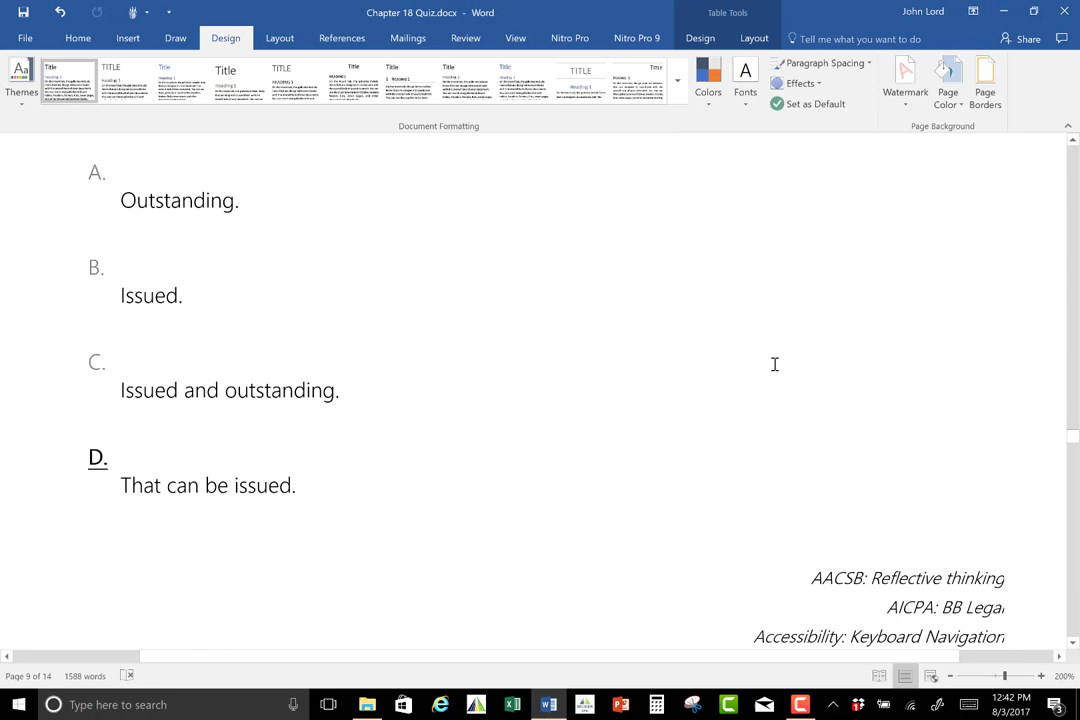 Chapter 18 Quiz.docx - Word
Table Tools
John Lord
File Home Insert Draw Design Layout References Mailings Review View Nitro Pro Nitro Pro 9 Design Layout Tell me what you want to do Share
Themes
Title
TITLE
Title
Title
TITLE
Title
Title
Title
Title
TITLE
Title
Colors
Fonts
Paragraph Spacing
Effects
Set as Default
Watermark
Page Color
Page Borders
Document Formatting
Page Background
A.
Outstanding.
B.
Issued.
C.
Issued and outstanding.
D.
That can be issued.
AACSB: Reflective thinking
AICPA: BB Legal
Accessibility: Keyboard Navigation
Page 9 of 14 1588 words 200%
Type here to search
12:42 PM
8/3/2017
3